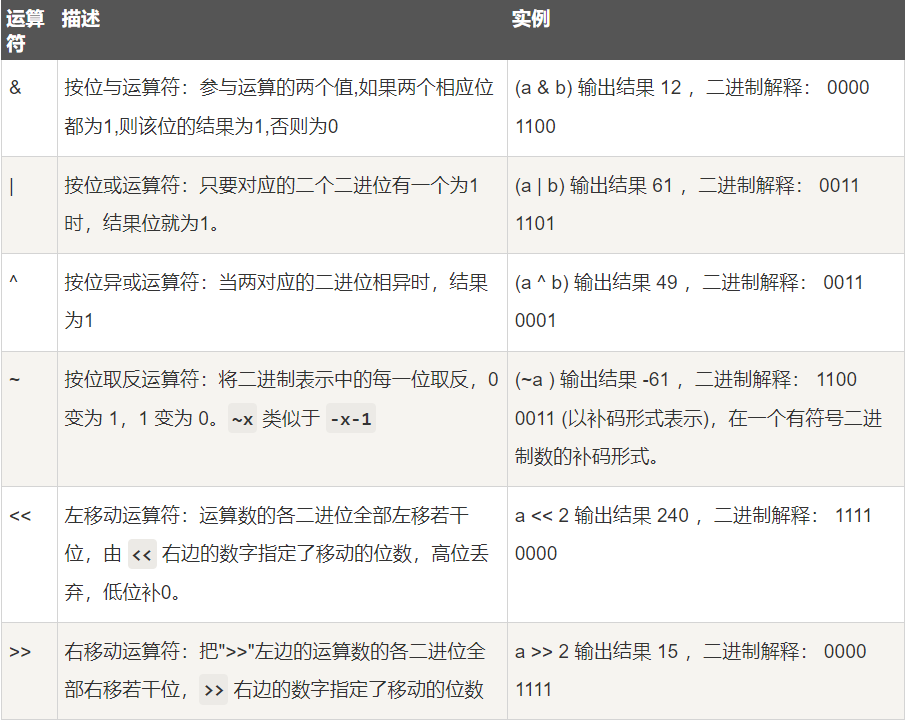 运算 描述 实例
符
& 按位与运算符：参与运算的两个值,如果两个相应位 (a & b) 输出结果 12 ，二进制解释： 0000
都为1,则该位的结果为1,否则为0 1100
| 按位或运算符：只要对应的二个二进位有一个为1 (a | b) 输出结果 61 ，二进制解释： 0011
时，结果位就为1。 1101
^ 按位异或运算符：当两对应的二进位相异时，结果 (a ^ b) 输出结果 49 ，二进制解释： 0011
为1 0001
~ 按位取反运算符：将二进制表示中的每一位取反，0 (~a ) 输出结果 -61 ，二进制解释： 1100
变为 1，1 变为 0。~x 类似于 -x-1 0011 (以补码形式表示)，在一个有符号二进
制数的补码形式。
<< 左移动运算符：运算数的各二进位全部左移若干 a << 2 输出结果 240 ，二进制解释： 1111
位，由 << 右边的数字指定了移动的位数，高位丢 0000
弃，低位补0。
>> 右移动运算符：把">>"左边的运算数的各二进位全 a >> 2 输出结果 15 ，二进制解释： 0000
部右移若干位， >> 右边的数字指定了移动的位数 1111